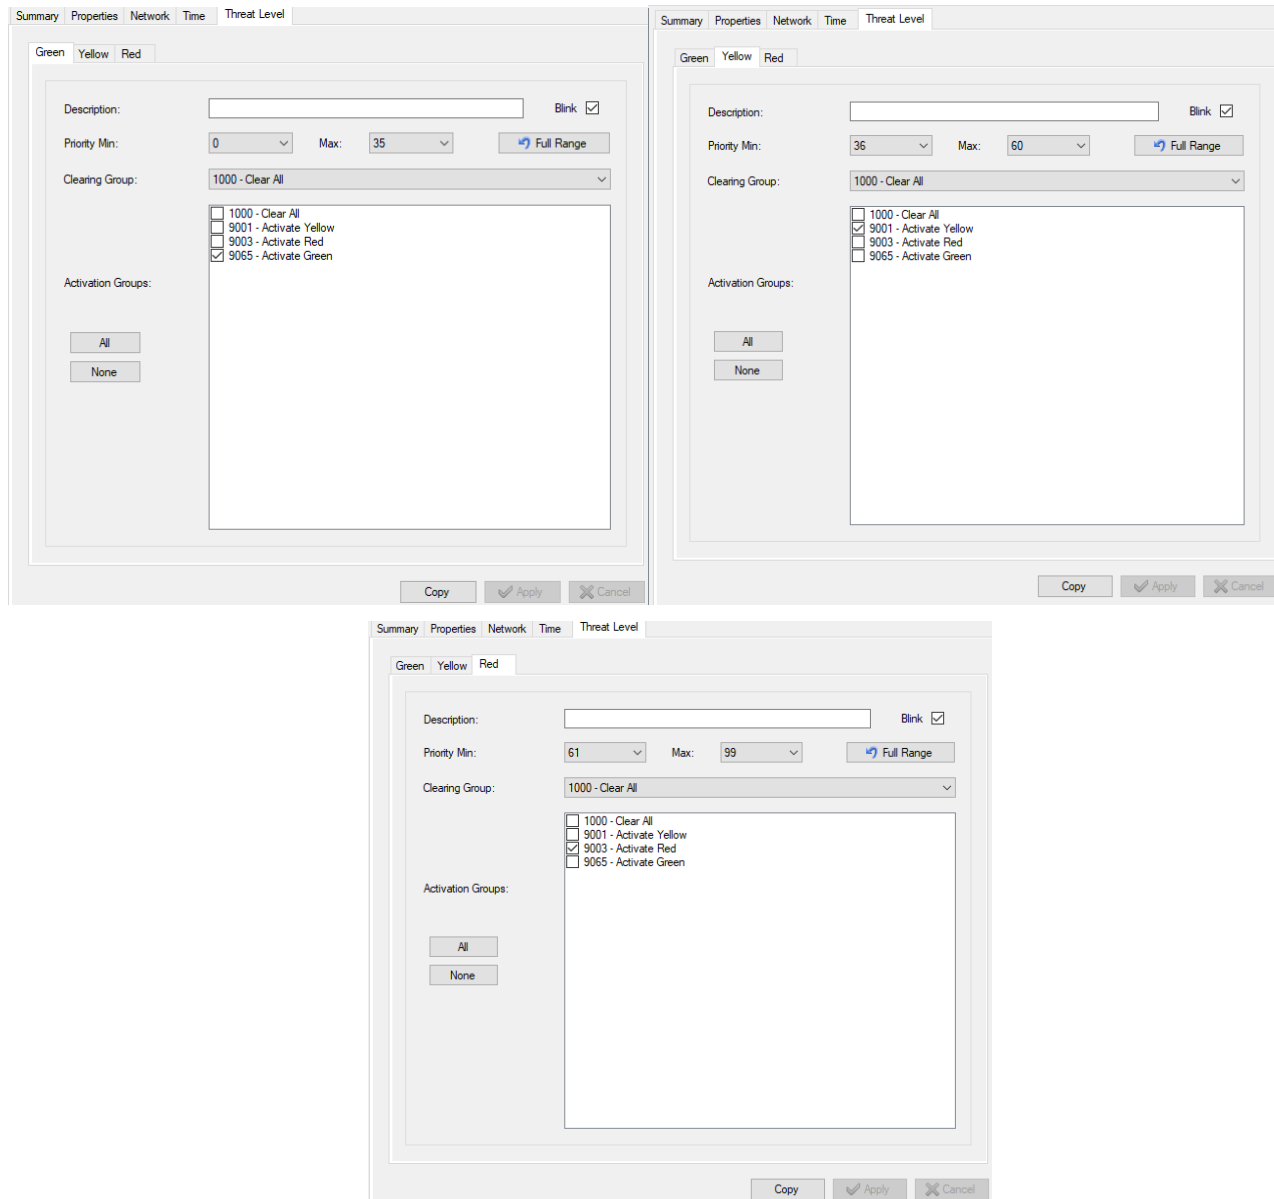 Summary Properties Network Time Threat Level
Green Yellow Red
Description: Blink
Priority Min: 0 Max: 35 Full Range
Clearing Group: 1000 - Clear All
1000 - Clear All
9001 - Activate Yellow
9003 - Activate Red
9065 - Activate Green
Activation Groups:
All
None
Copy Apply Cancel
Summary Properties Network Time Threat Level
Green Yellow Red
Description: Blink
Priority Min: 36 Max: 60 Full Range
Clearing Group: 1000 - Clear All
1000 - Clear All
9001 - Activate Yellow
9003 - Activate Red
9065 - Activate Green
Activation Groups:
All
None
Copy Apply Cancel
Summary Properties Network Time Threat Level
Green Yellow Red
Description: Blink
Priority Min: 61 Max: 99 Full Range
Clearing Group: 1000 - Clear All
1000 - Clear All
9001 - Activate Yellow
9003 - Activate Red
9065 - Activate Green
Activation Groups:
All
None
Copy Apply Cancel